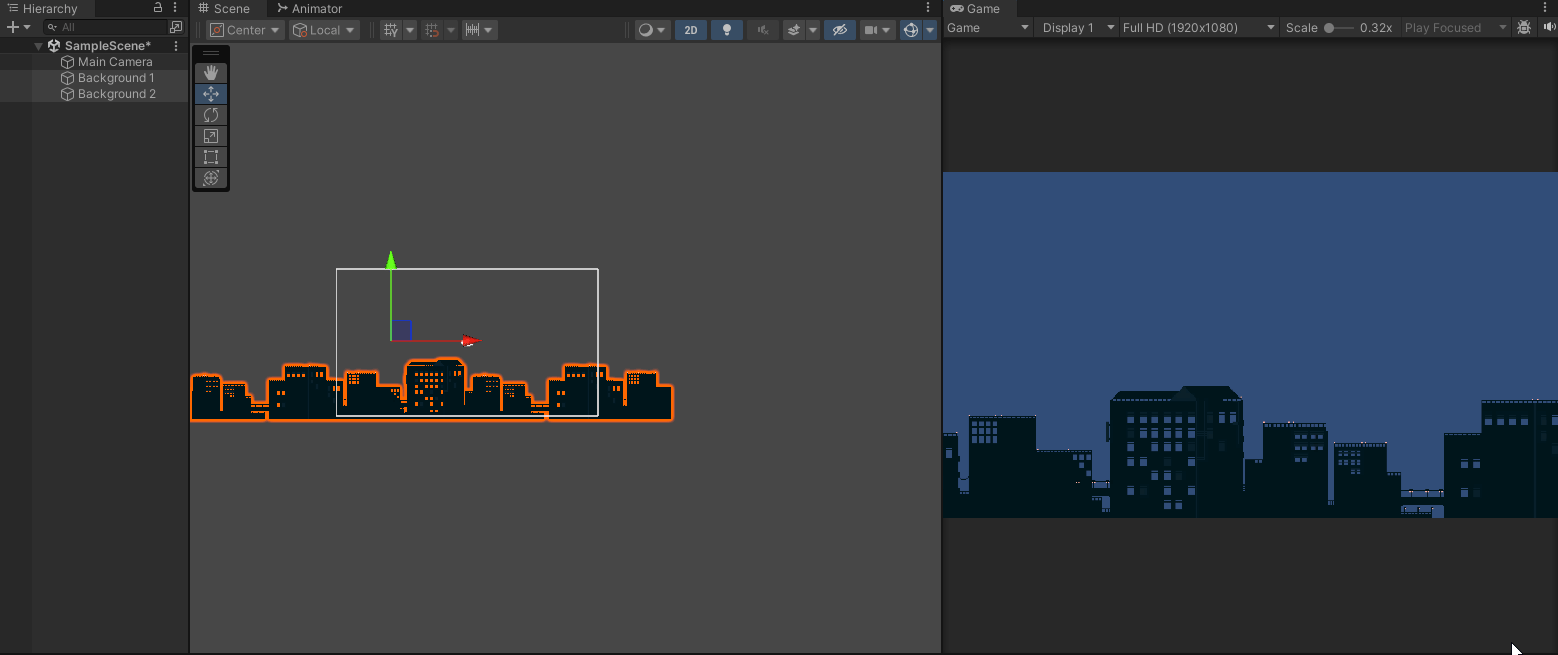 Hierarchy
All
SampleScene*
Main Camera
Background 1
Background 2
Scene Animator
Center Local 2D
Game
Game Display 1 Full HD (1920x1080) Scale 0.32x Play Focused